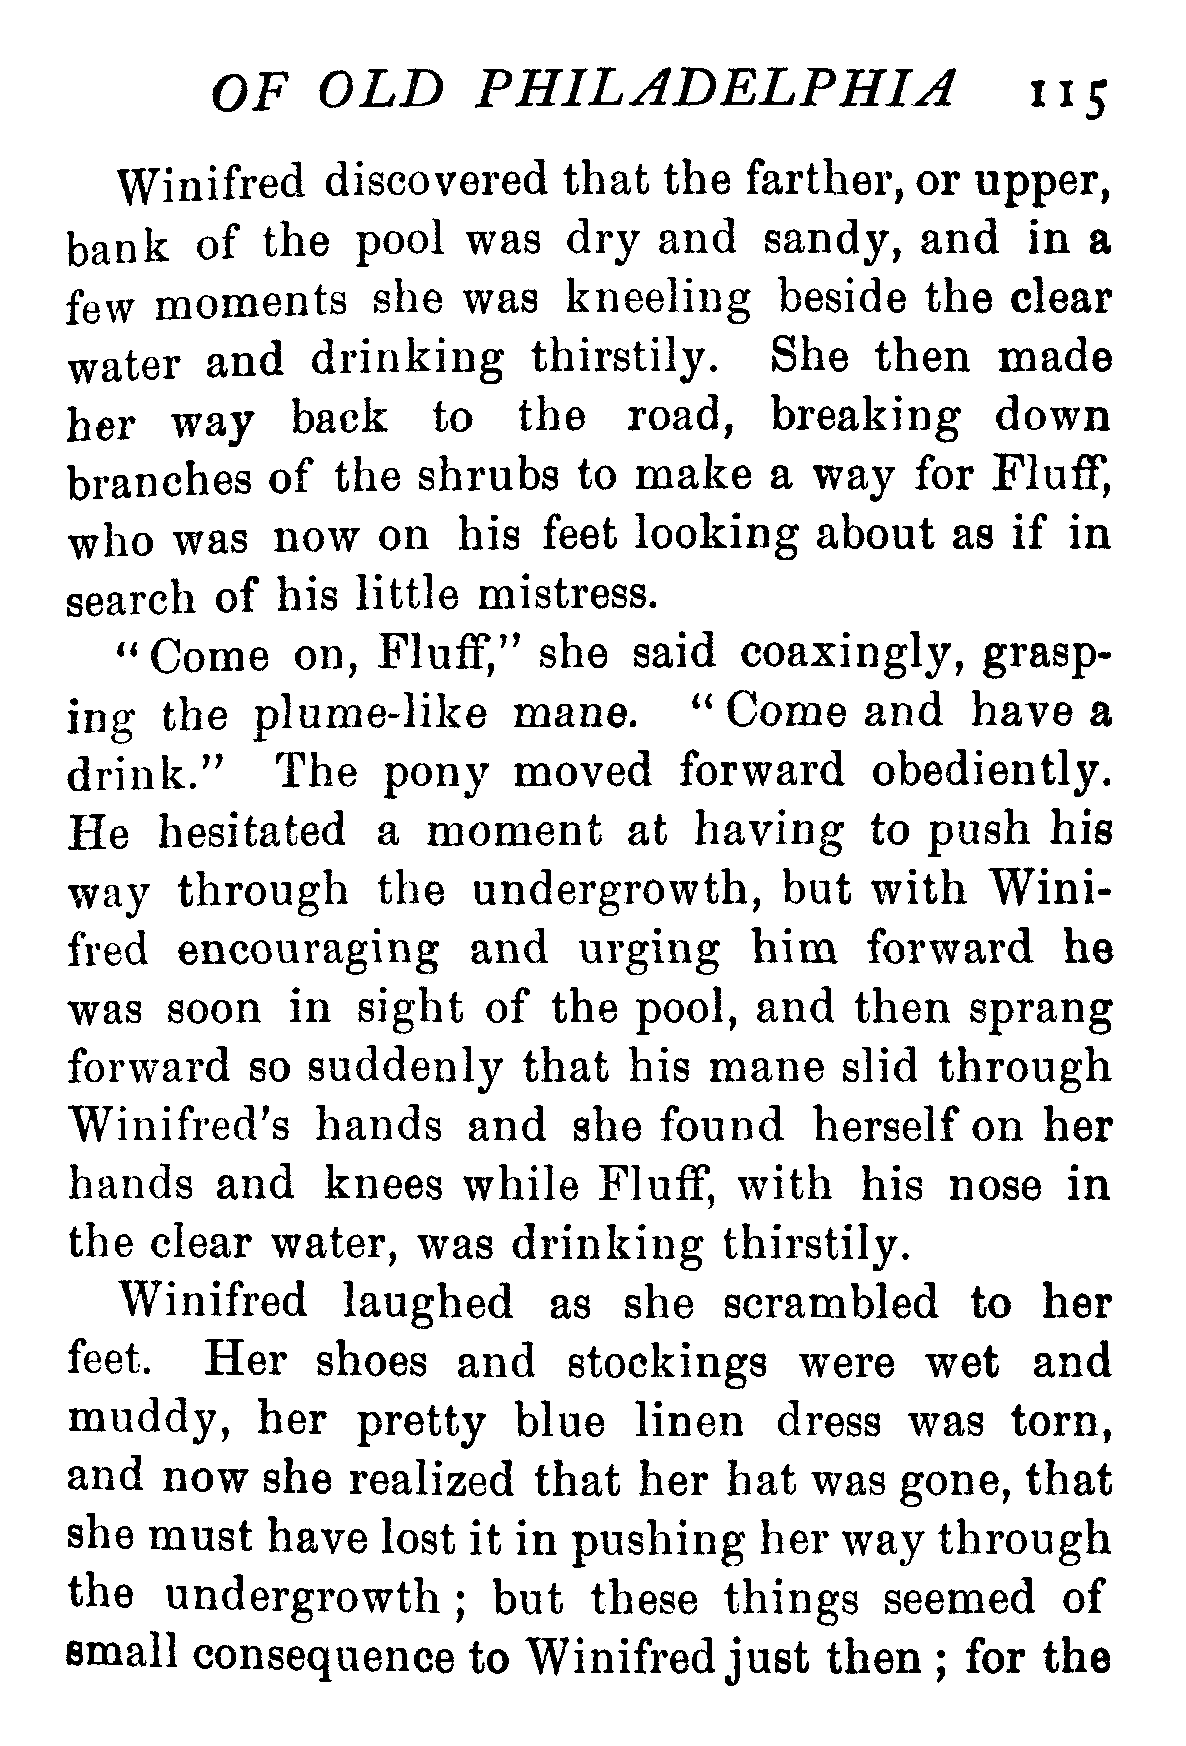 OF OLD PHILADELPHIA 115
Winifred discovered that the farther, or upper,
bank of the pool was dry and sandy, and in a
few moments she was kneeling beside the clear
water and drinking thirstily. She then made
her way back to the road, breaking down
branches of the shrubs to make a way for Fluff,
who was now on his feet looking about as if in
search of his little mistress.
“Come on, Fluff,” she said coaxingly, grasp-
ing the plume-like mane. “Come and have a
drink.” The pony moved forward obediently.
He hesitated a moment at having to push his
way through the undergrowth, but with Wini-
fred encouraging and urging him forward he
was soon in sight of the pool, and then sprang
forward so suddenly that his mane slid through
Winifred's hands and she found herself on her
hands and knees while Fluff, with his nose in
the clear water, was drinking thirstily.
Winifred laughed as she scrambled to her
feet. Her shoes and stockings were wet and
muddy, her pretty blue linen dress was torn,
and now she realized that her hat was gone, that
she must have lost it in pushing her way through
the undergrowth ; but these things seemed of
small consequence to Winifred just then ; for the